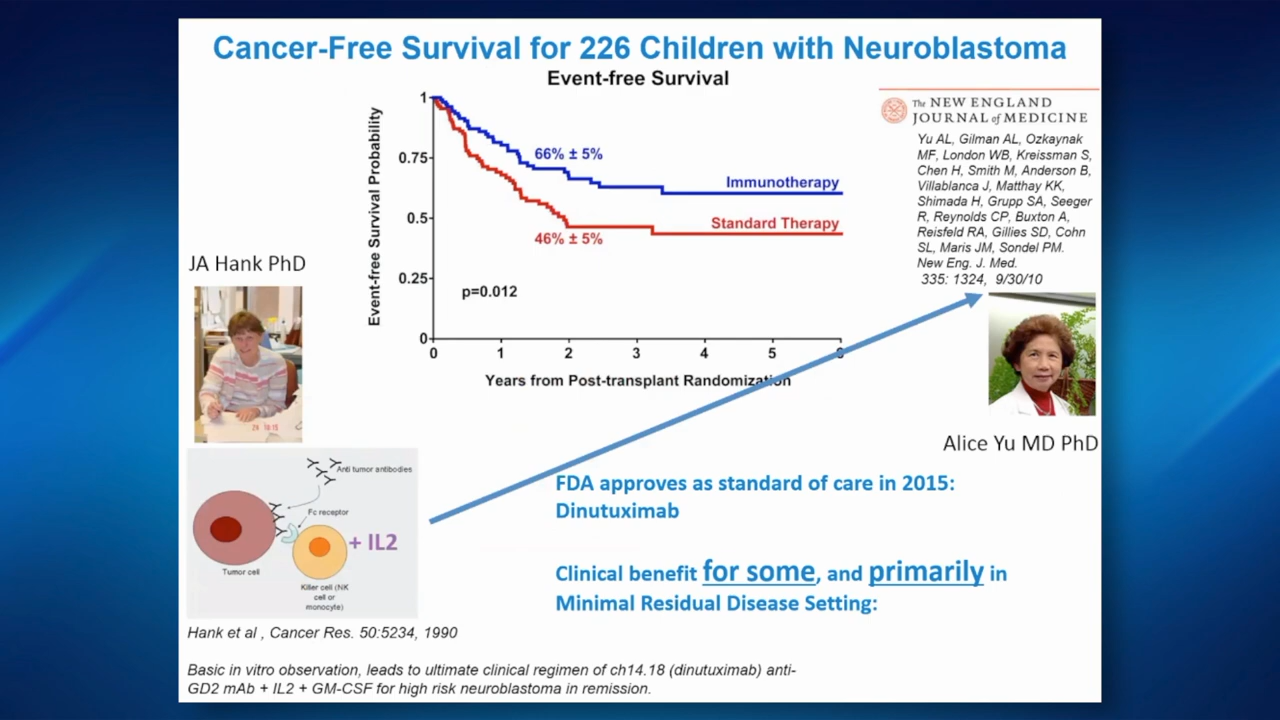 Cancer-Free Survival for 226 Children with Neuroblastoma
Event-free Survival
Event-free Survival Probability
1
0.75
0.5
0.25
0
66% ± 5%
Immunotherapy
Standard Therapy
46% ± 5%
p=0.012
0 1 2 3 4 5 6
Years from Post-transplant Randomization
The NEW ENGLAND
JOURNAL of MEDICINE
Yu AL, Gilman AL, Ozkaynak
MF, London WB, Kreissman S,
Chen H, Smith M, Anderson B,
Villablanca J, Matthay KK,
Shimada H, Grupp SA, Seeger
R, Reynolds CP, Buxton A,
Reisfeld RA, Gillies SD, Cohn
SL, Maris JM, Sondel PM.
New Eng. J. Med.
335: 1324, 9/30/10
JA Hank PhD
Alice Yu MD PhD
Anti tumor antibodies
Fc receptor
+ IL2
Tumor cell
Killer cell (NK
cell or
monocyte)
Hank et al , Cancer Res. 50:5234, 1990
FDA approves as standard of care in 2015:
Dinutuximab
Clinical benefit for some, and primarily in
Minimal Residual Disease Setting:
Basic in vitro observation, leads to ultimate clinical regimen of ch14.18 (dinutuximab) anti-
GD2 mAb + IL2 + GM-CSF for high risk neuroblastoma in remission.